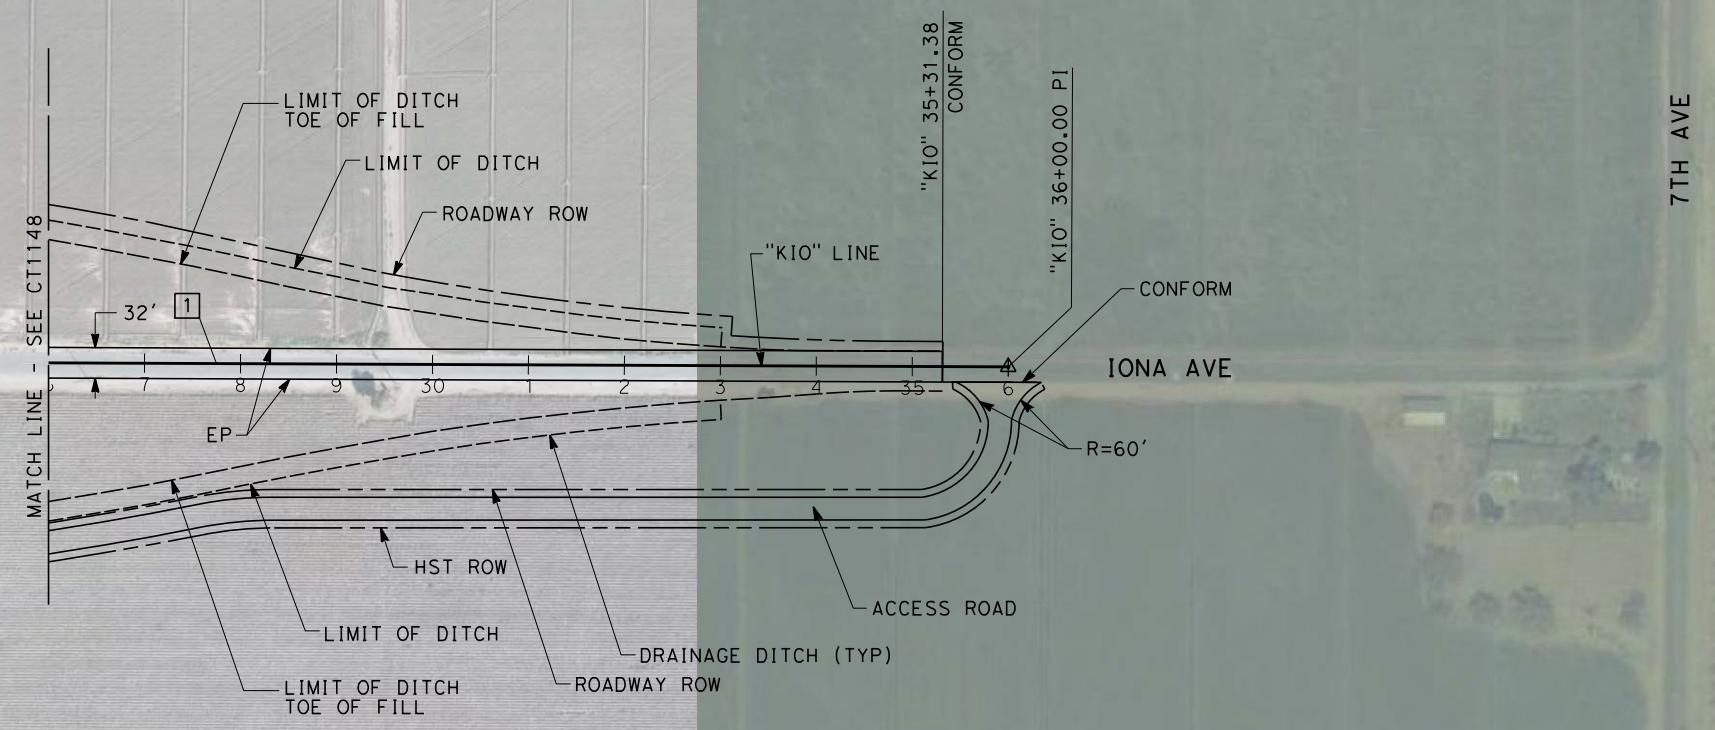 "KIO" 35+31.38
CONFORM
"KIO" 36+00.00 PI
7TH AVE
LIMIT OF DITCH
TOE OF FILL
LIMIT OF DITCH
ROADWAY ROW
"KIO" LINE
CONFORM
MATCH LINE - SEE CT1148
32'
1
IONA AVE
7 8 9 30 1 2 3 4 35 6
EP
R=60'
HST ROW
ACCESS ROAD
LIMIT OF DITCH
DRAINAGE DITCH (TYP)
ROADWAY ROW
LIMIT OF DITCH
TOE OF FILL